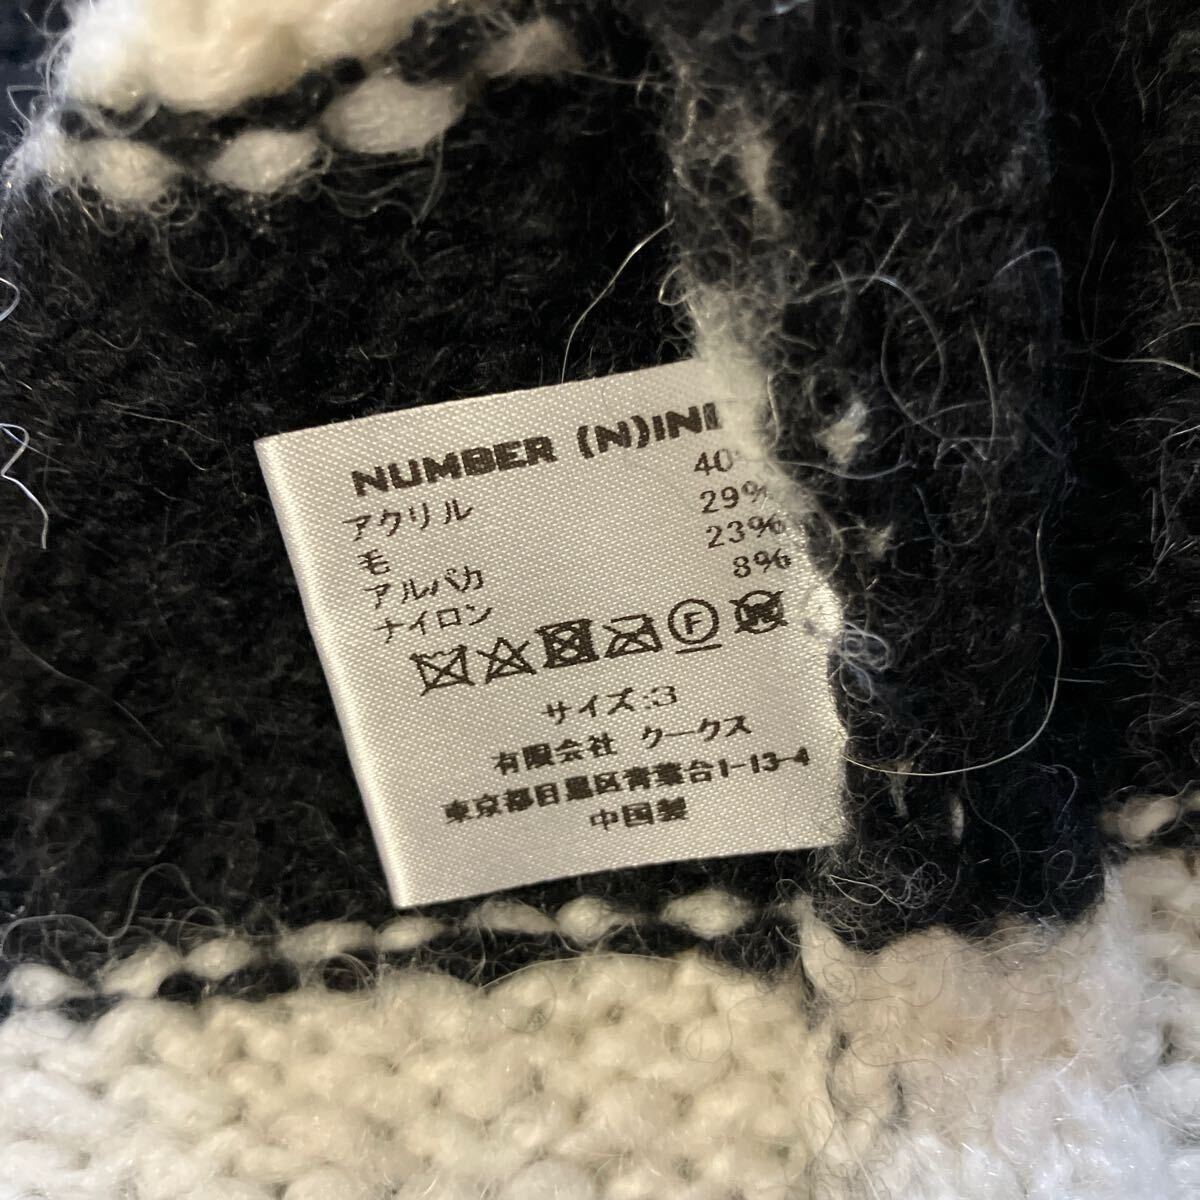 NUMBER (N)INE
アクリル 40%
毛 29%
アルパカ 23%
ナイロン 8%
F
サイズ:3
有限会社 クークス
東京都目黒区青葉台1-13-4
中国製